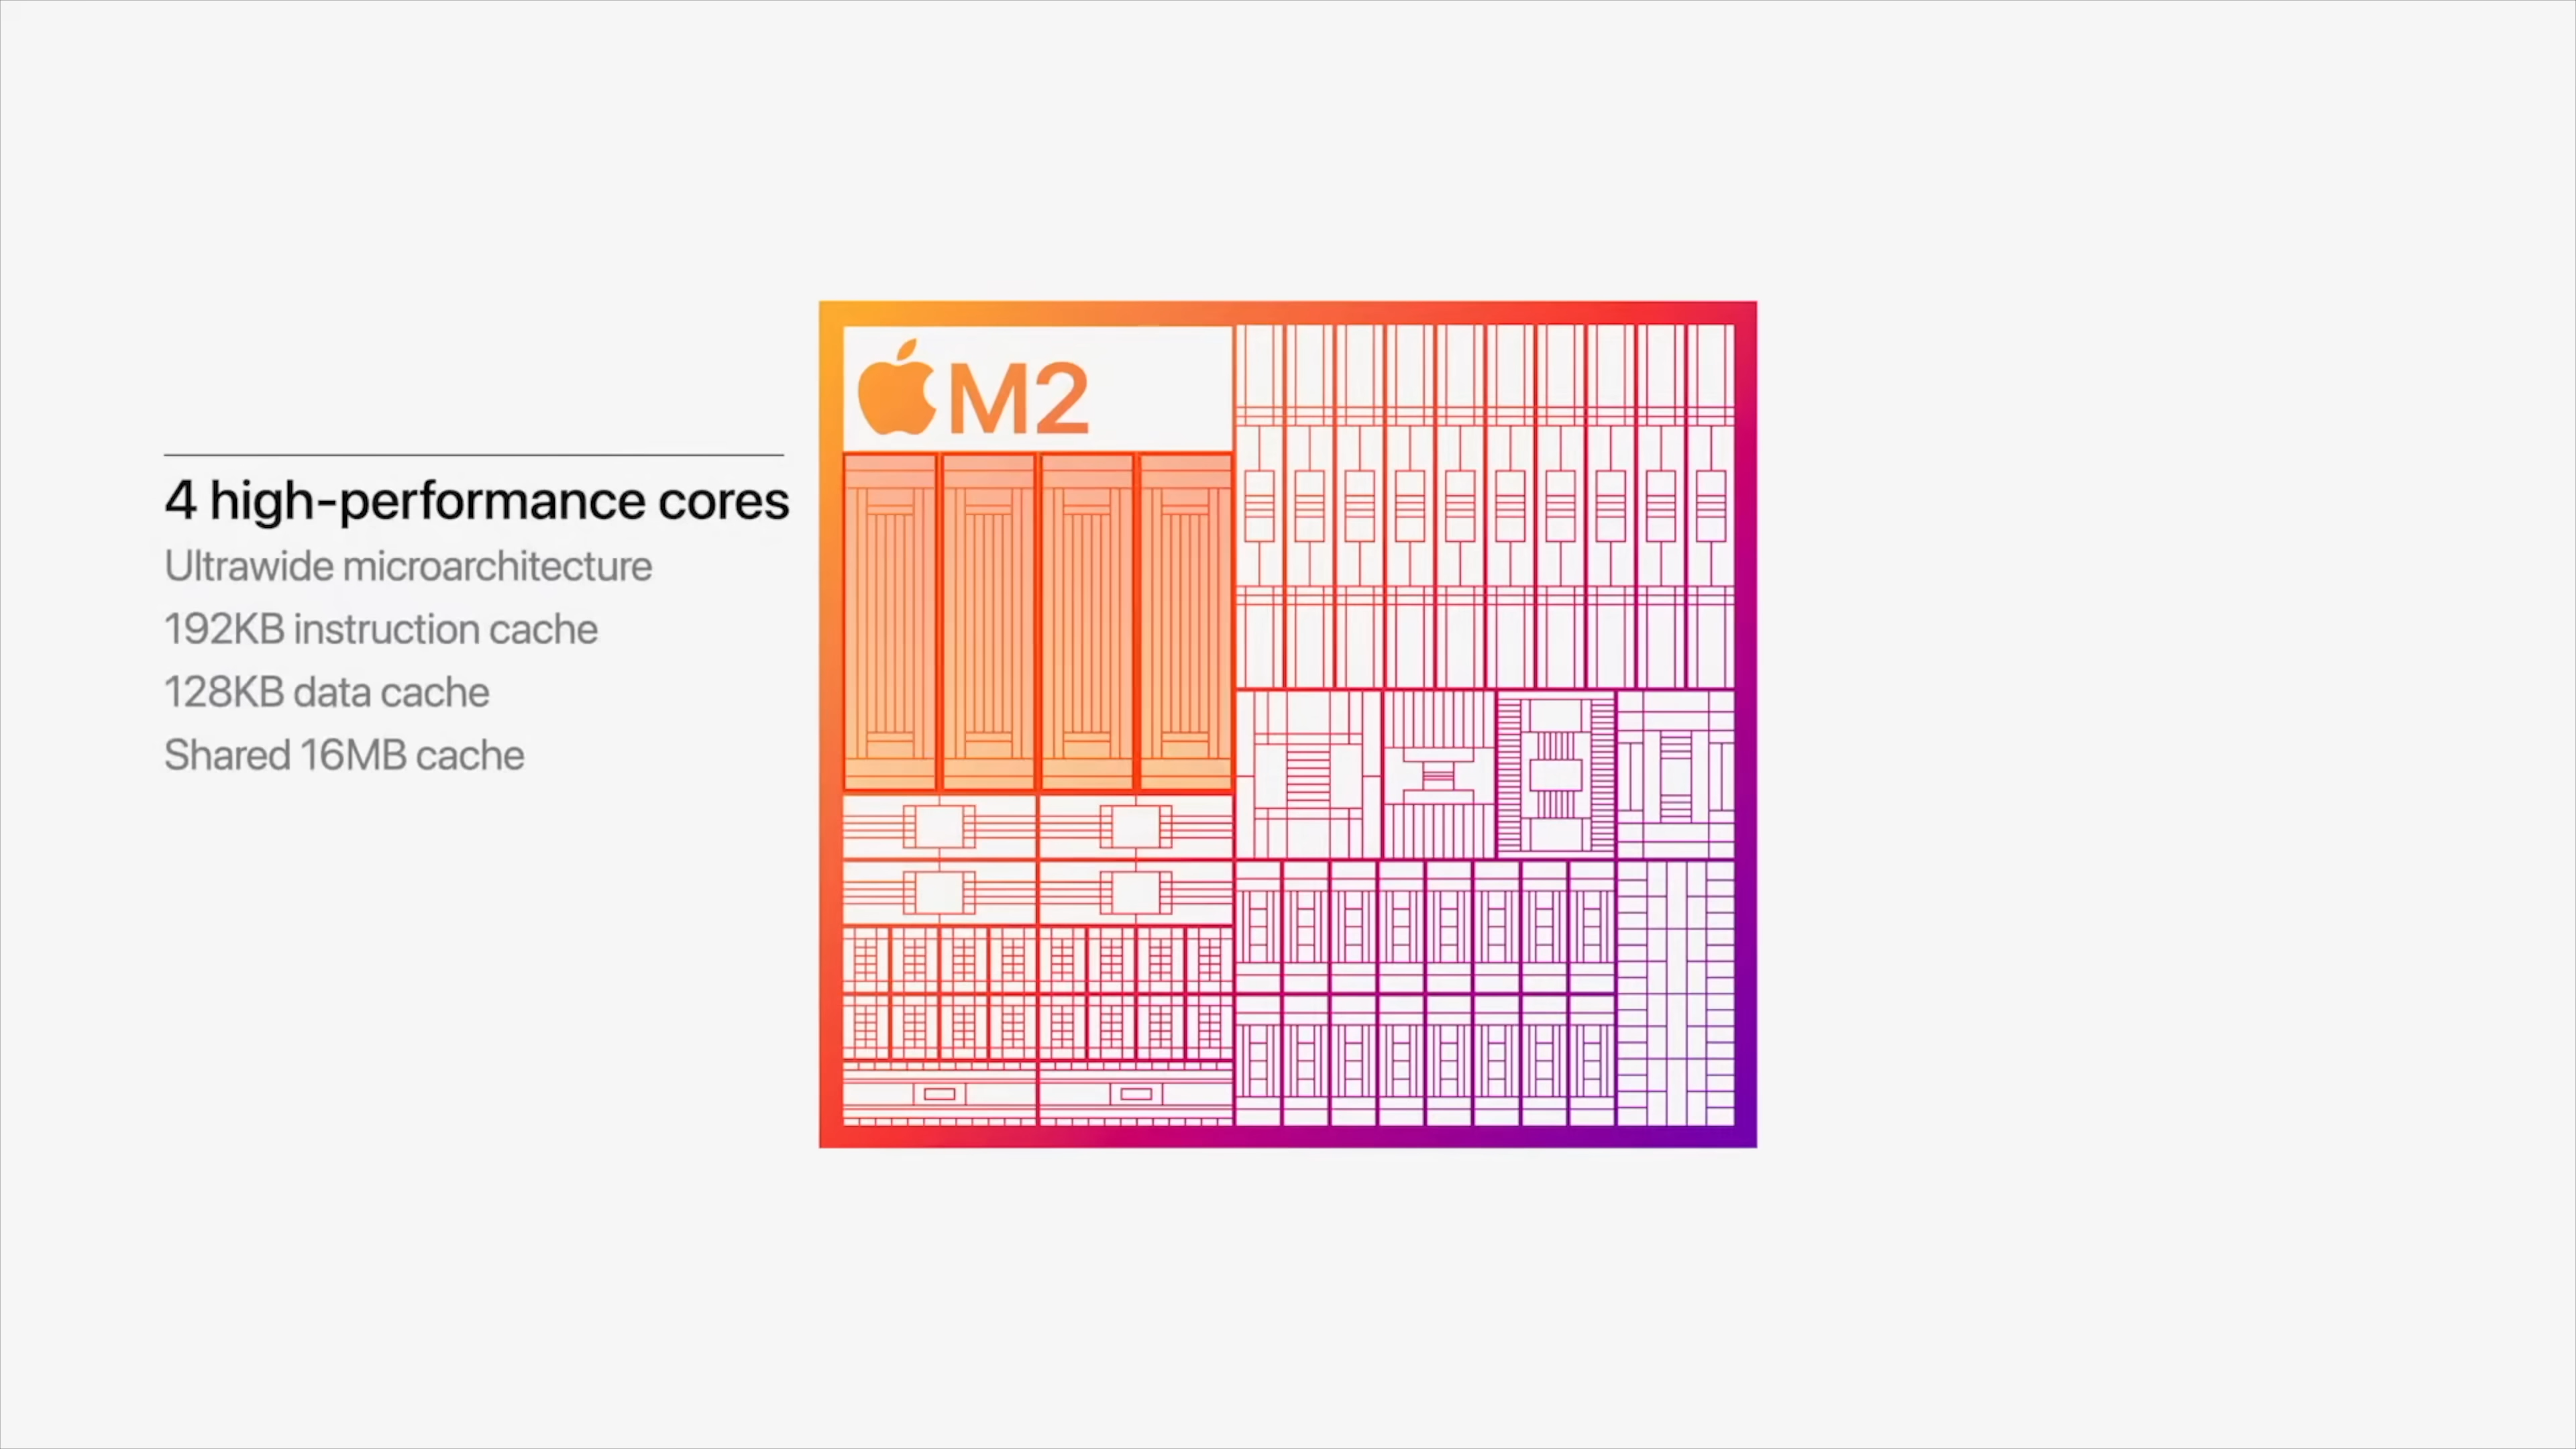 4 high-performance cores
Ultrawide microarchitecture
192KB instruction cache
128KB data cache
Shared 16MB cache
M2